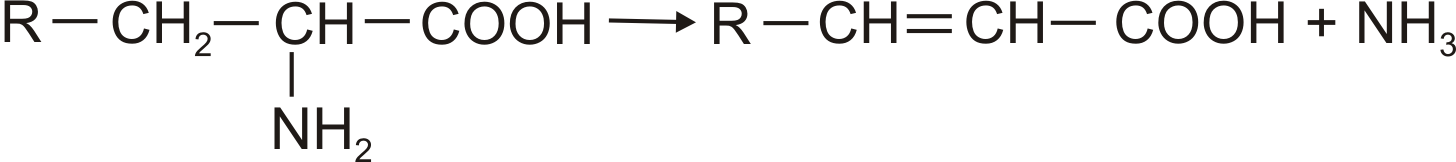 R—CH₂—CH—COOH → R—CH=CH—COOH + NH₃
NH₂